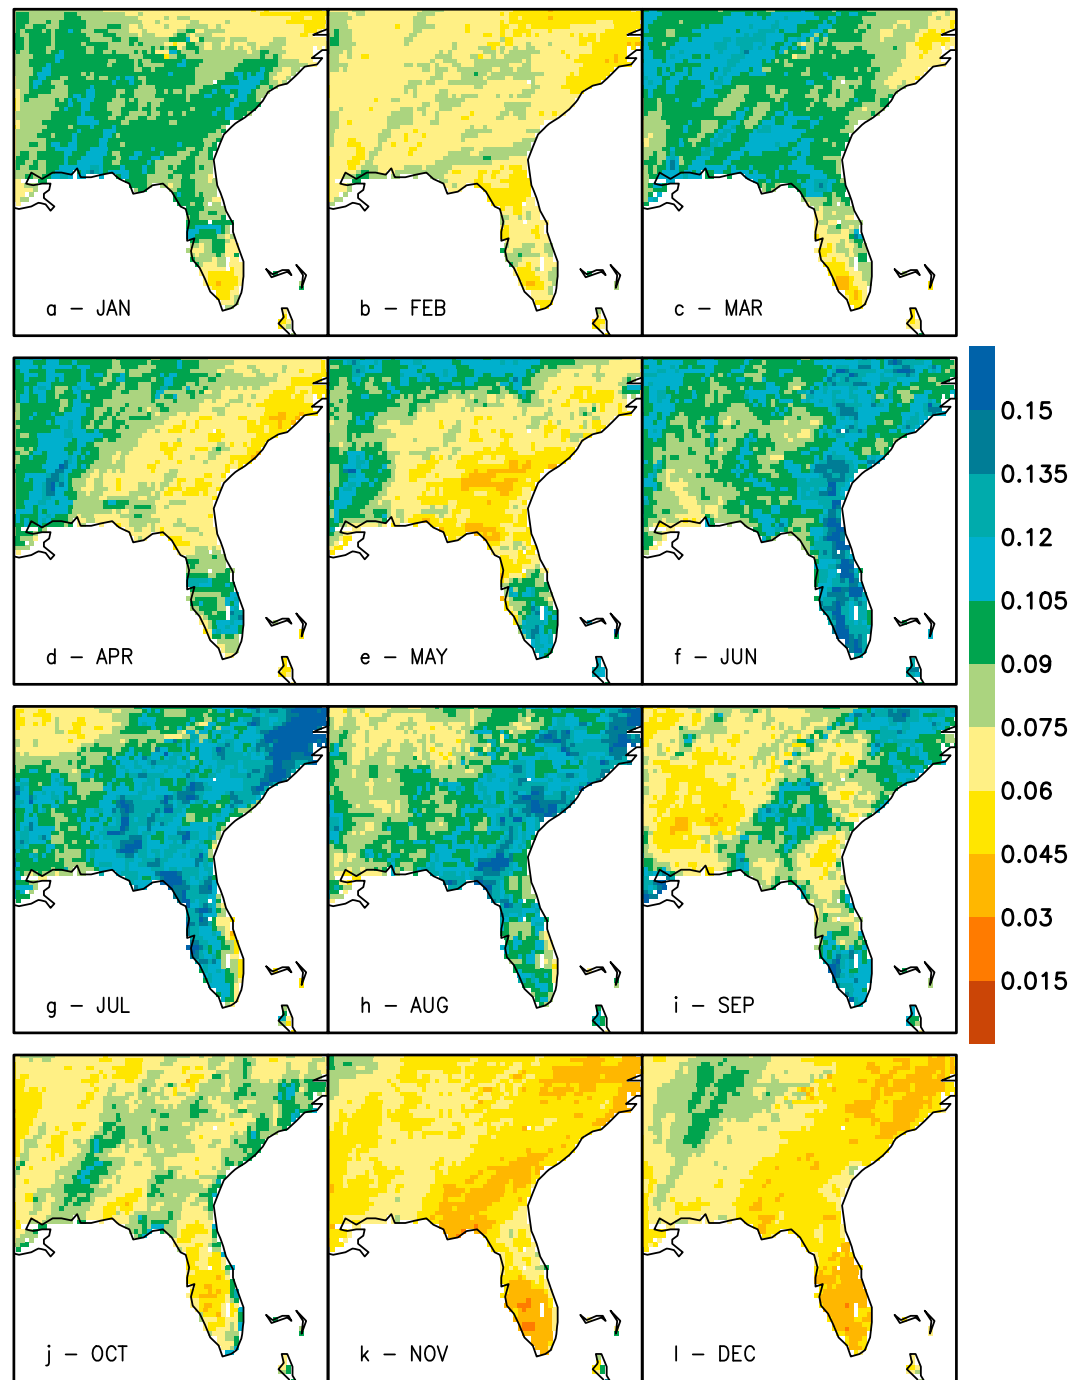 a – JAN
b – FEB
c – MAR
d – APR
e – MAY
f – JUN
g – JUL
h – AUG
i – SEP
j – OCT
k – NOV
l – DEC
0.15
0.135
0.12
0.105
0.09
0.075
0.06
0.045
0.03
0.015